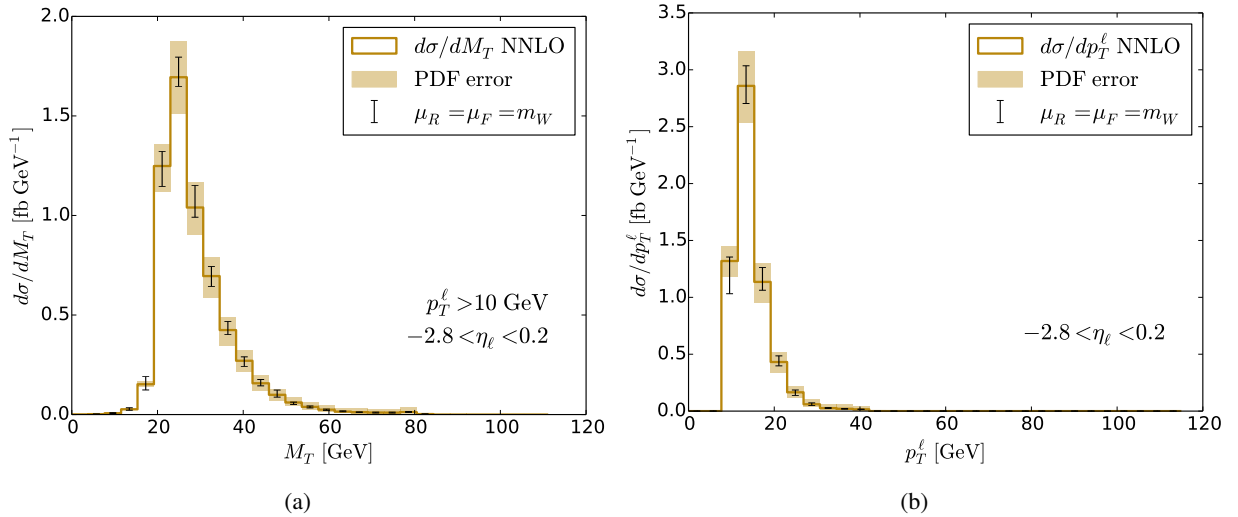 2.0
1.5
1.0
0.5
0.0
dσ/dM_T [fb GeV⁻¹]
dσ/dM_T NNLO
PDF error
μ_R =μ_F =m_W
p_T^ℓ >10 GeV
−2.8 <η_ℓ <0.2
0 20 40 60 80 100 120
M_T [GeV]
(a)
3.5
3.0
2.5
2.0
1.5
1.0
0.5
0.0
dσ/dp_T^ℓ [fb GeV⁻¹]
dσ/dp_T^ℓ NNLO
PDF error
μ_R =μ_F =m_W
−2.8 <η_ℓ <0.2
0 20 40 60 80 100 120
p_T^ℓ [GeV]
(b)